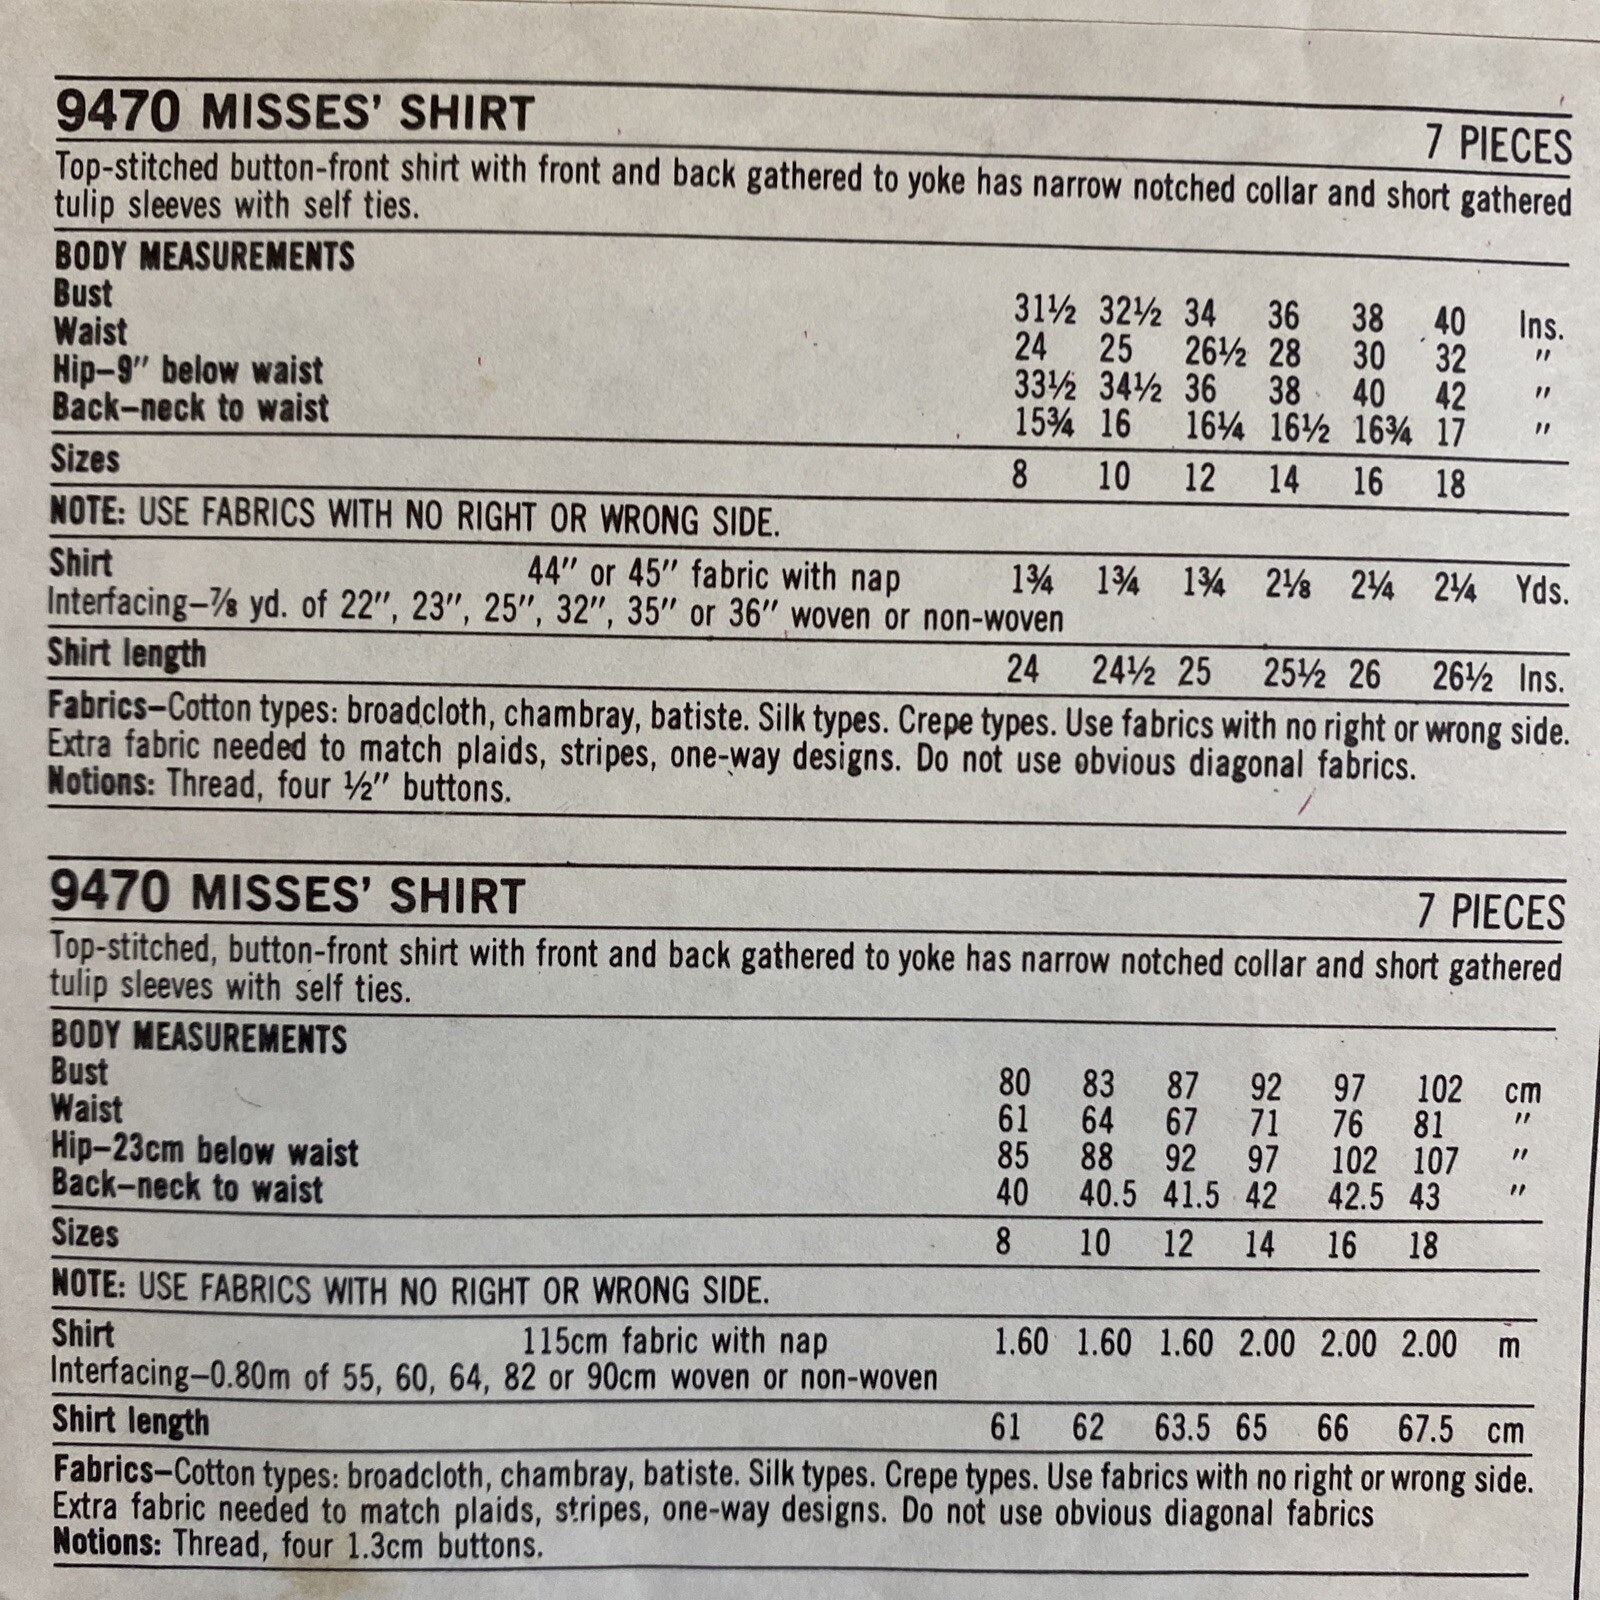 9470 MISSES' SHIRT 7 PIECES
Top-stitched button-front shirt with front and back gathered to yoke has narrow notched collar and short gathered
tulip sleeves with self ties.
BODY MEASUREMENTS
Bust 31½ 32½ 34 36 38 40 Ins.
Waist 24 25 26½ 28 30 32 "
Hip–9" below waist 33½ 34½ 36 38 40 42 "
Back–neck to waist 15¾ 16 16¼ 16½ 16¾ 17 "
Sizes 8 10 12 14 16 18
NOTE: USE FABRICS WITH NO RIGHT OR WRONG SIDE.
Shirt 44" or 45" fabric with nap 1¾ 1¾ 1¾ 2⅛ 2¼ 2¼ Yds.
Interfacing–⅞ yd. of 22", 23", 25", 32", 35" or 36" woven or non-woven
Shirt length 24 24½ 25 25½ 26 26½ Ins.
Fabrics–Cotton types: broadcloth, chambray, batiste. Silk types. Crepe types. Use fabrics with no right or wrong side.
Extra fabric needed to match plaids, stripes, one-way designs. Do not use obvious diagonal fabrics.
Notions: Thread, four ½" buttons.
9470 MISSES' SHIRT 7 PIECES
Top-stitched, button-front shirt with front and back gathered to yoke has narrow notched collar and short gathered
tulip sleeves with self ties.
BODY MEASUREMENTS
Bust 80 83 87 92 97 102 cm
Waist 61 64 67 71 76 81 "
Hip–23cm below waist 85 88 92 97 102 107 "
Back–neck to waist 40 40.5 41.5 42 42.5 43 "
Sizes 8 10 12 14 16 18
NOTE: USE FABRICS WITH NO RIGHT OR WRONG SIDE.
Shirt 115cm fabric with nap 1.60 1.60 1.60 2.00 2.00 2.00 m
Interfacing–0.80m of 55, 60, 64, 82 or 90cm woven or non-woven
Shirt length 61 62 63.5 65 66 67.5 cm
Fabrics–Cotton types: broadcloth, chambray, batiste. Silk types. Crepe types. Use fabrics with no right or wrong side.
Extra fabric needed to match plaids, stripes, one-way designs. Do not use obvious diagonal fabrics
Notions: Thread, four 1.3cm buttons.